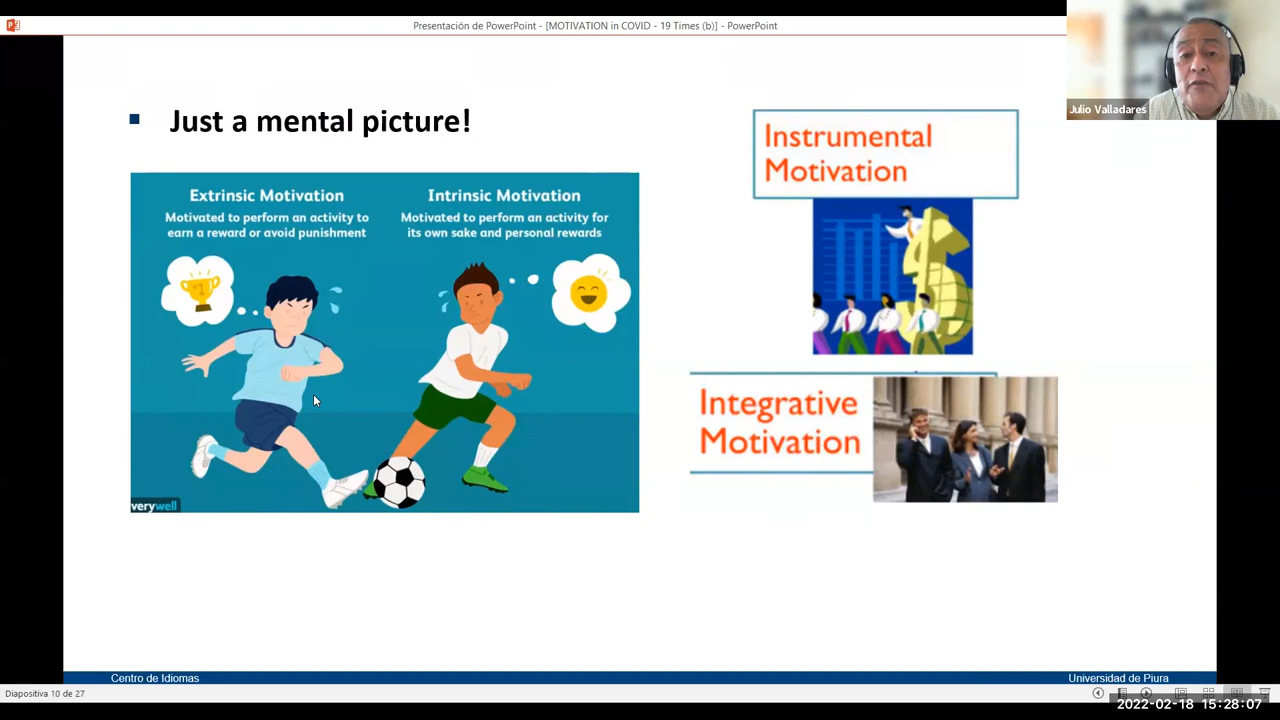 Presentación de PowerPoint - [MOTIVATION in COVID - 19 Times (b)] - PowerPoint
Julio Valladares
Just a mental picture!
Extrinsic Motivation
Motivated to perform an activity to
earn a reward or avoid punishment
Intrinsic Motivation
Motivated to perform an activity for
its own sake and personal rewards
verywell
Instrumental
Motivation
Integrative
Motivation
Centro de Idiomas
Universidad de Piura
Diapositiva 10 de 27
2022-02-18 15:28:07